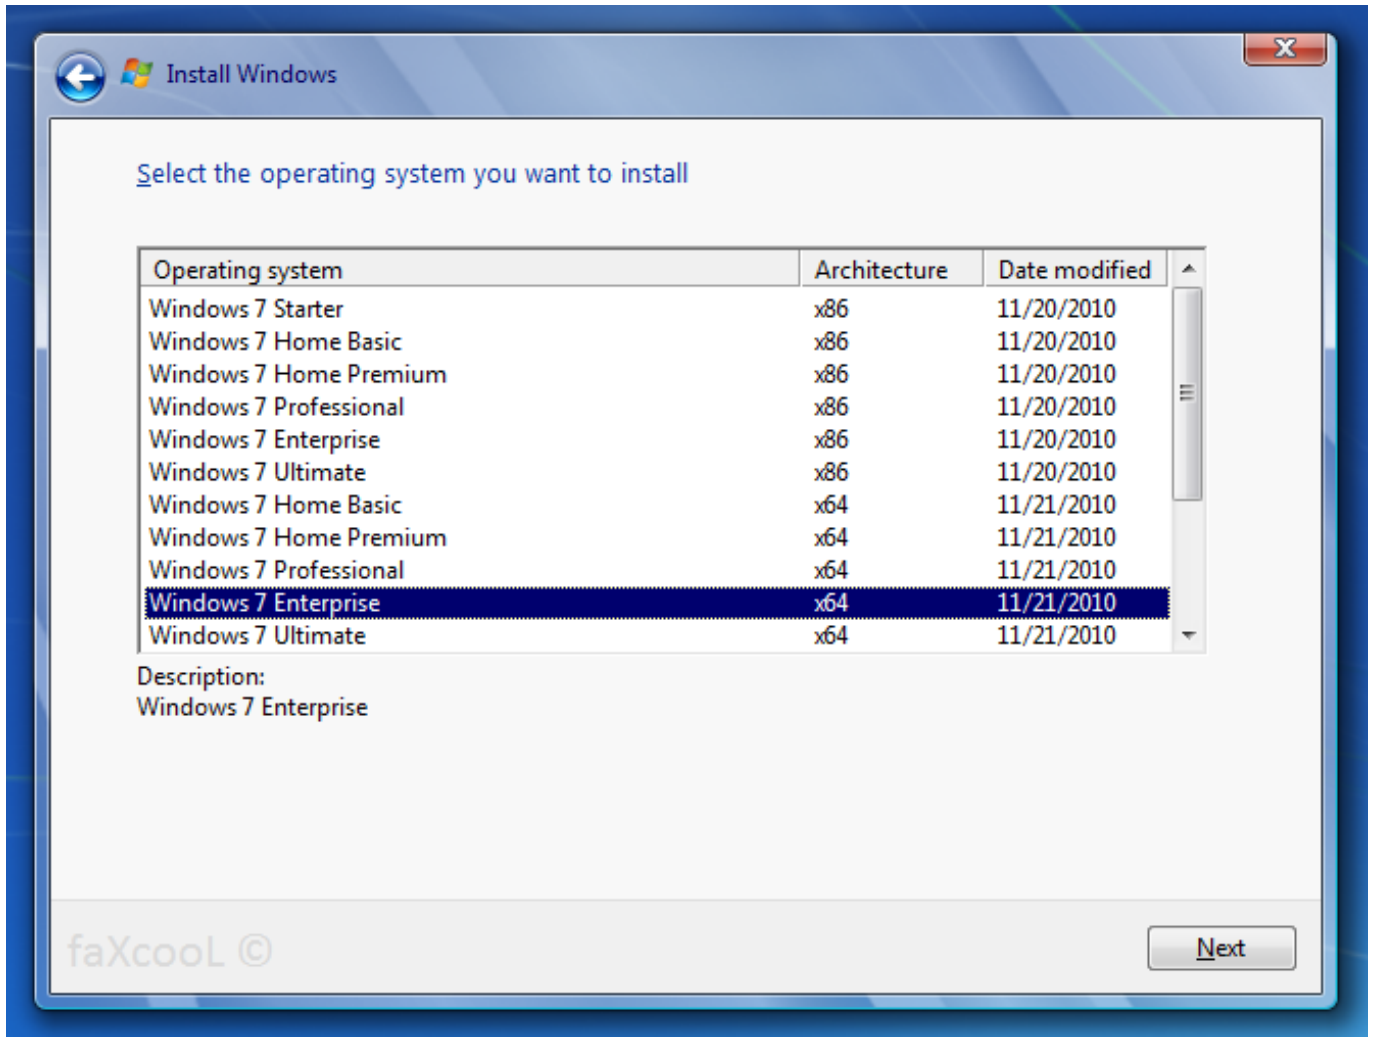 Install Windows
Select the operating system you want to install
Operating system Architecture Date modified
Windows 7 Starter x86 11/20/2010
Windows 7 Home Basic x86 11/20/2010
Windows 7 Home Premium x86 11/20/2010
Windows 7 Professional x86 11/20/2010
Windows 7 Enterprise x86 11/20/2010
Windows 7 Ultimate x86 11/20/2010
Windows 7 Home Basic x64 11/21/2010
Windows 7 Home Premium x64 11/21/2010
Windows 7 Professional x64 11/21/2010
Windows 7 Enterprise x64 11/21/2010
Windows 7 Ultimate x64 11/21/2010
Description:
Windows 7 Enterprise
faXcooL ©
Next